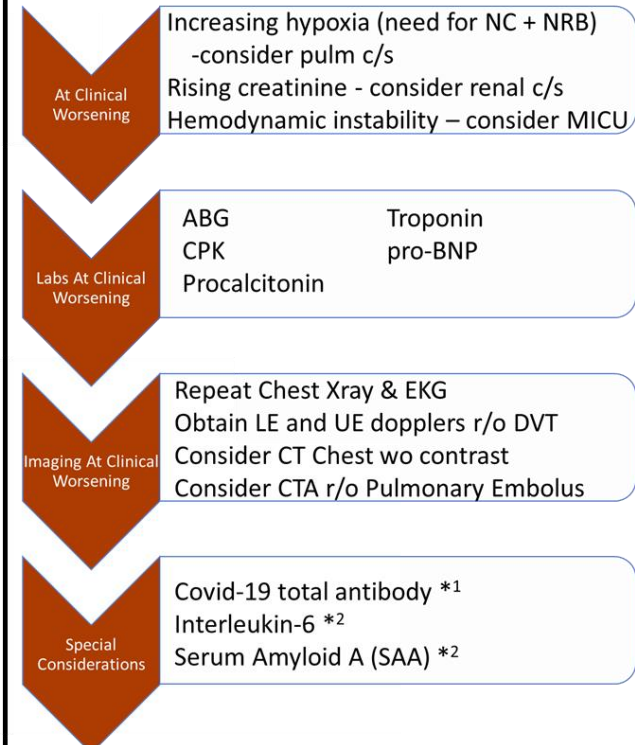 At Clinical
Worsening
Increasing hypoxia (need for NC + NRB)
-consider pulm c/s
Rising creatinine - consider renal c/s
Hemodynamic instability – consider MICU
Labs At Clinical
Worsening
ABG Troponin
CPK pro-BNP
Procalcitonin
Imaging At Clinical
Worsening
Repeat Chest Xray & EKG
Obtain LE and UE dopplers r/o DVT
Consider CT Chest wo contrast
Consider CTA r/o Pulmonary Embolus
Special
Considerations
Covid-19 total antibody *1
Interleukin-6 *2
Serum Amyloid A (SAA) *2